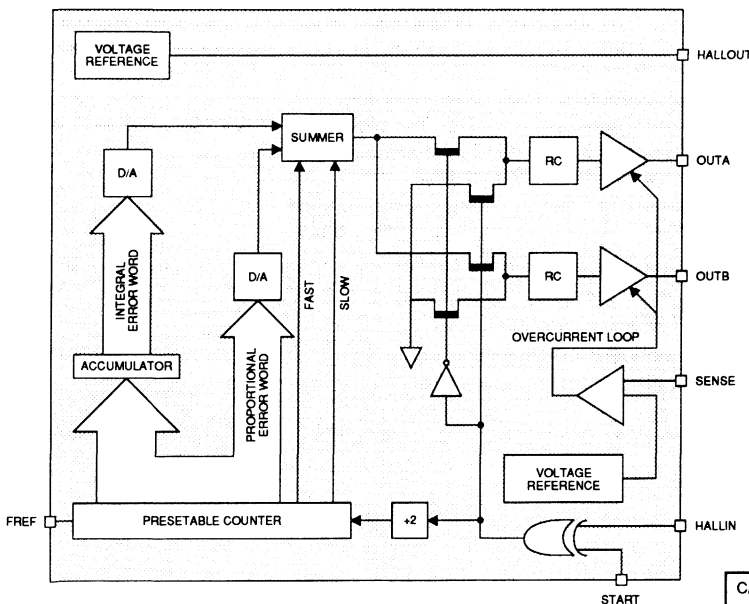 VOLTAGE
REFERENCE
HALLOUT
SUMMER
D/A
RC
OUTA
INTEGRAL
ERROR WORD
D/A
FAST
SLOW
RC
OUTB
PROPORTIONAL
ERROR WORD
OVERCURRENT LOOP
ACCUMULATOR
SENSE
VOLTAGE
REFERENCE
FREF
PRESETABLE COUNTER
÷2
HALLIN
START